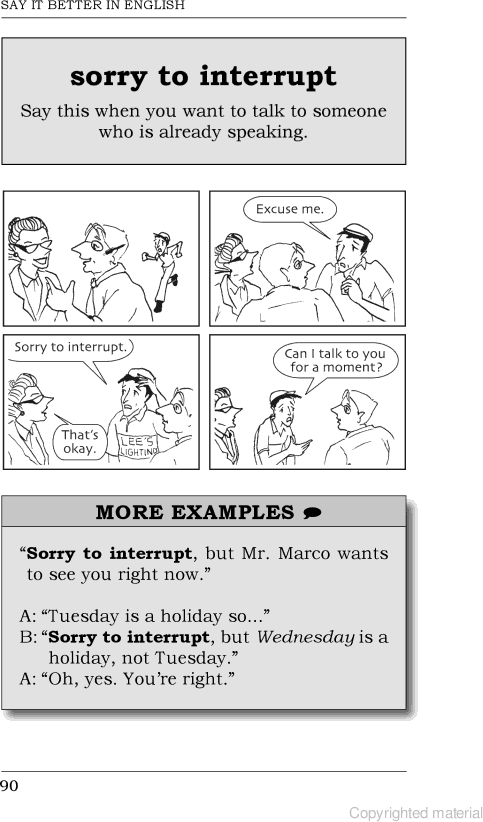 SAY IT BETTER IN ENGLISH
sorry to interrupt
Say this when you want to talk to someone
who is already speaking.
Excuse me.
Sorry to interrupt.
That's
okay.
LEE'S
LIGHTING
Can I talk to you
for a moment?
MORE EXAMPLES
“Sorry to interrupt, but Mr. Marco wants
to see you right now.”
A: “Tuesday is a holiday so...”
B: “Sorry to interrupt, but Wednesday is a
holiday, not Tuesday.”
A: “Oh, yes. You’re right.”
90
Copyrighted material